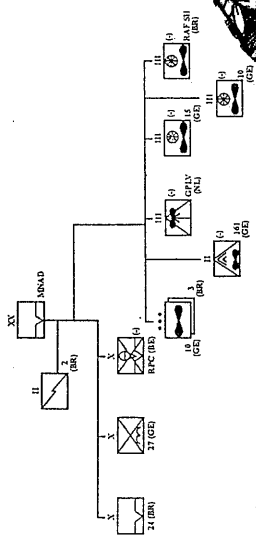 XX
MNAD
II
2
(BR)
X
24 (BR)
X
27 (GE)
X
(-)
RPC (BE)
10
(GE)
3
(BR)
II
161
(GE)
III
(-)
GPLV
(NL)
III
(-)
15
(GE)
III
(-)
10
(GE)
III
(-)
RAF SH
(BR)